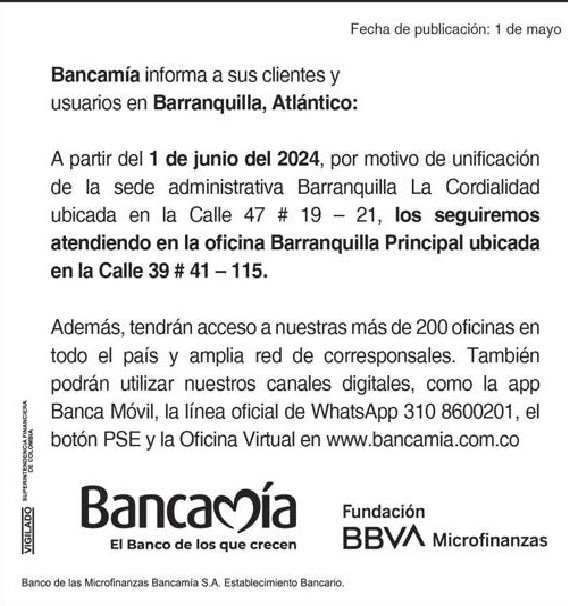 Fecha de publicación: 1 de mayo
Bancamía informa a sus clientes y
usuarios en Barranquilla, Atlántico:
A partir del 1 de junio del 2024, por motivo de unificación
de la sede administrativa Barranquilla La Cordialidad
ubicada en la Calle 47 # 19 – 21, los seguiremos
atendiendo en la oficina Barranquilla Principal ubicada
en la Calle 39 # 41 – 115.
Además, tendrán acceso a nuestras más de 200 oficinas en
todo el país y amplia red de corresponsales. También
podrán utilizar nuestros canales digitales, como la app
Banca Móvil, la línea oficial de WhatsApp 310 8600201, el
botón PSE y la Oficina Virtual en www.bancamia.com.co
VIGILADO
SUPERINTENDENCIA FINANCIERA
DE COLOMBIA
Bancamía
El Banco de los que crecen
Fundación
BBVA Microfinanzas
Banco de las Microfinanzas Bancamía S.A. Establecimiento Bancario.